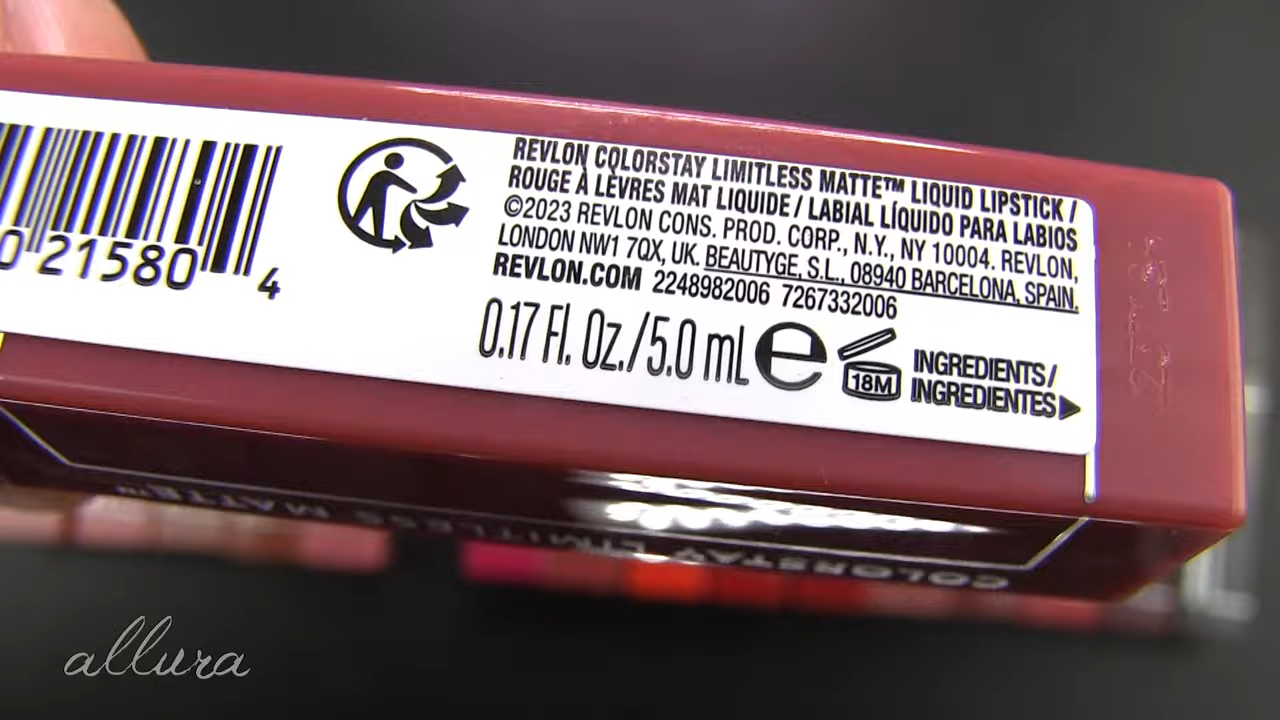 REVLON COLORSTAY LIMITLESS MATTE™ LIQUID LIPSTICK /
ROUGE À LÈVRES MAT LIQUIDE / LABIAL LÍQUIDO PARA LABIOS
©2023 REVLON CONS. PROD. CORP., N.Y., NY 10004. REVLON,
LONDON NW1 7QX, UK. BEAUTYGE, S.L., 08940 BARCELONA, SPAIN.
REVLON.COM 2248982006 7267332006
0.17 Fl. Oz./5.0 ml e
18M
INGREDIENTS/
INGREDIENTES
0 21580 4
COLORSTAY LIMITLESS MATTE™
allura